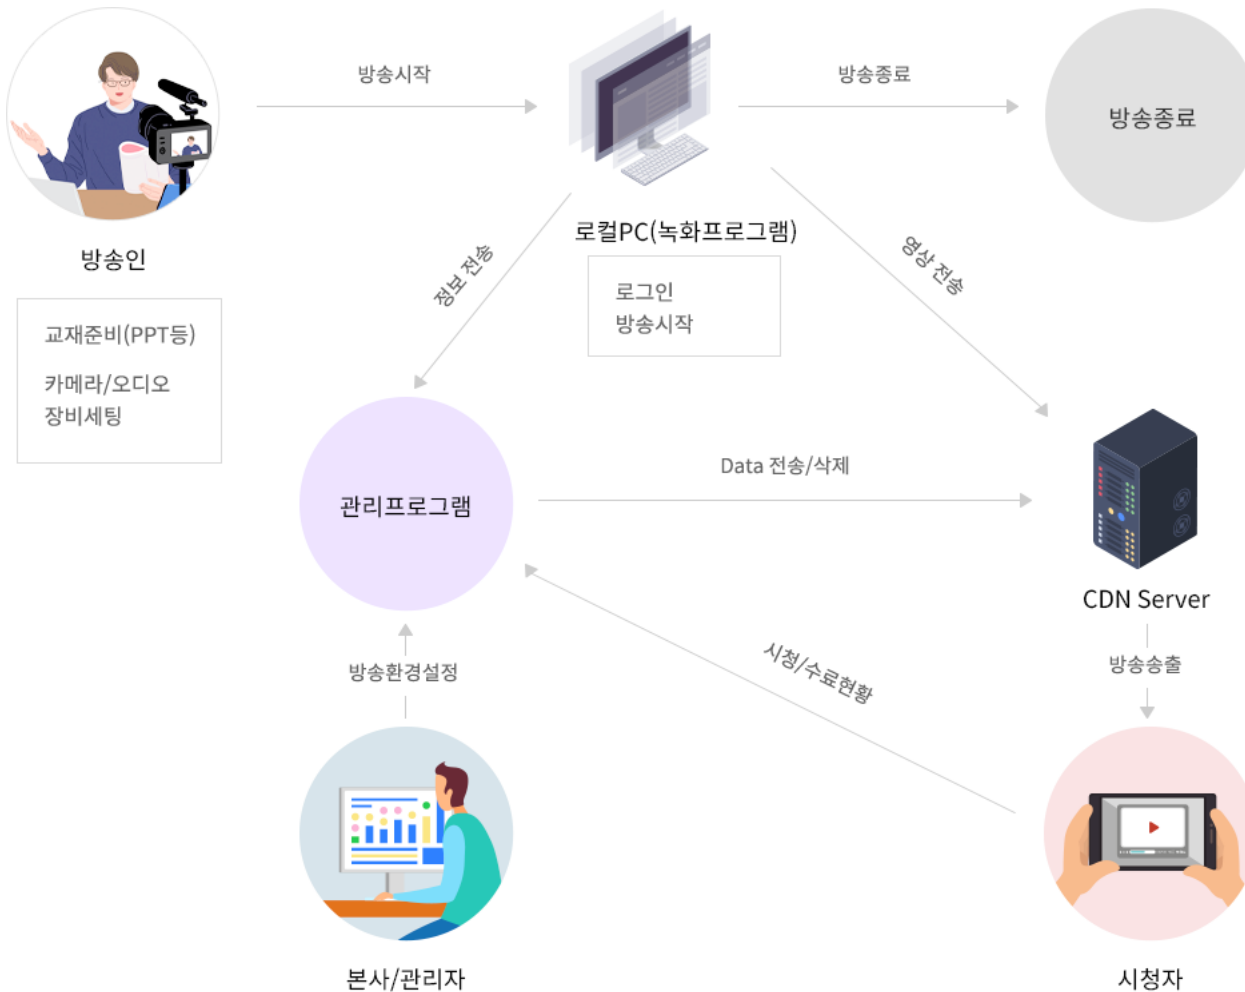 방송시작
방송종료
방송종료
방송인
로컬PC(녹화프로그램)
정보 전송
영상 전송
로그인
방송시작
교재준비(PPT등)
카메라/오디오
장비세팅
Data 전송/삭제
관리프로그램
CDN Server
시청/수료현황
방송환경설정
방송송출
본사/관리자
시청자